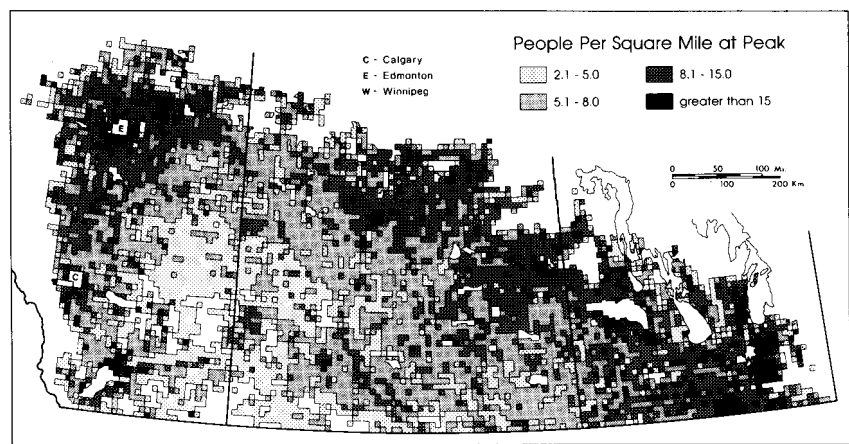 People Per Square Mile at Peak
C - Calgary
E - Edmonton
W - Winnipeg
2.1 - 5.0
8.1 - 15.0
5.1 - 8.0
greater than 15
0 50 100 Mi.
0 100 200 Km
E
C